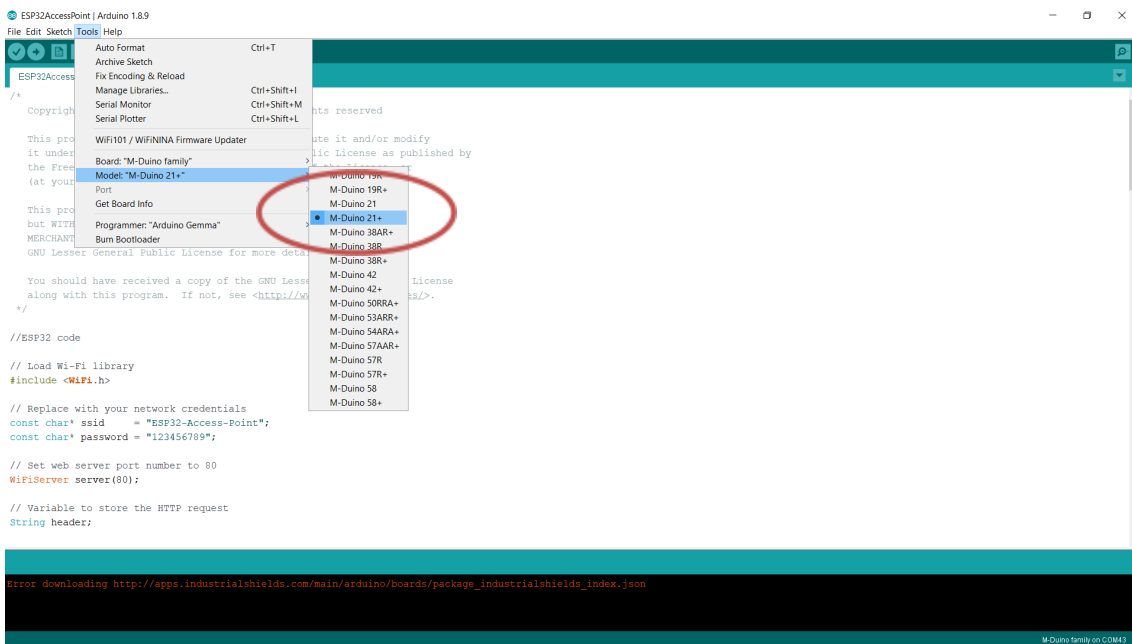 ESP32AccessPoint | Arduino 1.8.9
File Edit Sketch Tools Help
Auto Format Ctrl+T
Archive Sketch
Fix Encoding & Reload
Manage Libraries... Ctrl+Shift+I
Serial Monitor Ctrl+Shift+M
Serial Plotter Ctrl+Shift+L
WiFi101 / WiFiNINA Firmware Updater
Board: "M-Duino family"
Model: "M-Duino 21+"
Port
Get Board Info
Programmer: "Arduino Gemma"
Burn Bootloader
M-Duino 19R
M-Duino 19R+
M-Duino 21
M-Duino 21+
M-Duino 38AR+
M-Duino 38R
M-Duino 38R+
M-Duino 42
M-Duino 42+
M-Duino 50RRA+
M-Duino 53ARR+
M-Duino 54ARA+
M-Duino 57AAR+
M-Duino 57R
M-Duino 57R+
M-Duino 58
M-Duino 58+
ESP32Access
/*
Copyrigh hts reserved
This pro ute it and/or modify
it under lic License as published by
the Free
(at your
This pro
but WITH
MERCHANT
GNU Lesser General Public License for more deta
You should have received a copy of the GNU Lesse License
along with this program. If not, see <http://ww es/>.
*/
//ESP32 code
// Load Wi-Fi library
#include <WiFi.h>
// Replace with your network credentials
const char* ssid = "ESP32-Access-Point";
const char* password = "123456789";
// Set web server port number to 80
WiFiServer server(80);
// Variable to store the HTTP request
String header;
Error downloading http://apps.industrialshields.com/main/arduino/boards/package_industrialshields_index.json
M-Duino family on COM43